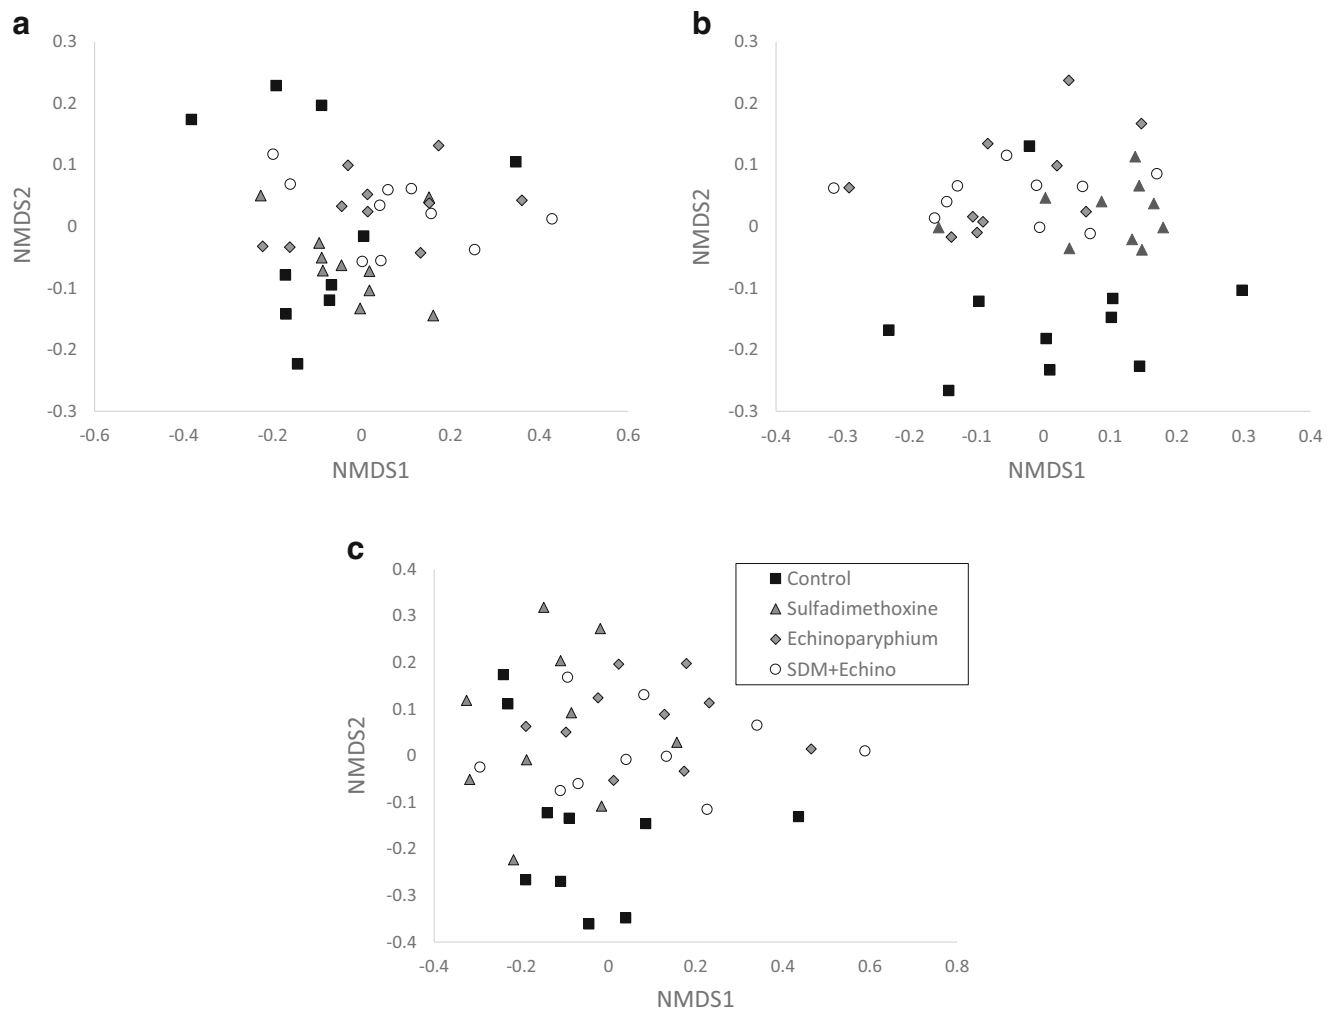 a
0.3
0.2
0.1
0
-0.1
-0.2
-0.3
NMDS2
-0.6 -0.4 -0.2 0 0.2 0.4 0.6
NMDS1
b
0.3
0.2
0.1
0
-0.1
-0.2
-0.3
NMDS2
-0.4 -0.3 -0.2 -0.1 0 0.1 0.2 0.3 0.4
NMDS1
c
0.4
0.3
0.2
0.1
0
-0.1
-0.2
-0.3
-0.4
NMDS2
-0.4 -0.2 0 0.2 0.4 0.6 0.8
NMDS1
Control
Sulfadimethoxine
Echinoparyphium
SDM+Echino